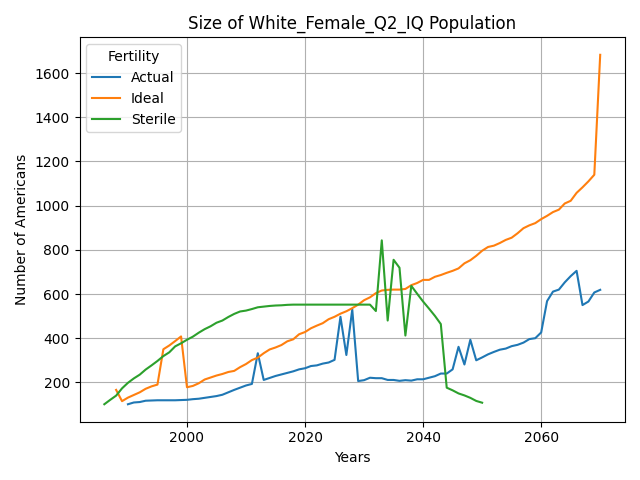 Size of White_Female_Q2_IQ Population
Fertility
Actual
Ideal
Sterile
Number of Americans
1600
1400
1200
1000
800
600
400
200
2000
2020
2040
2060
Years